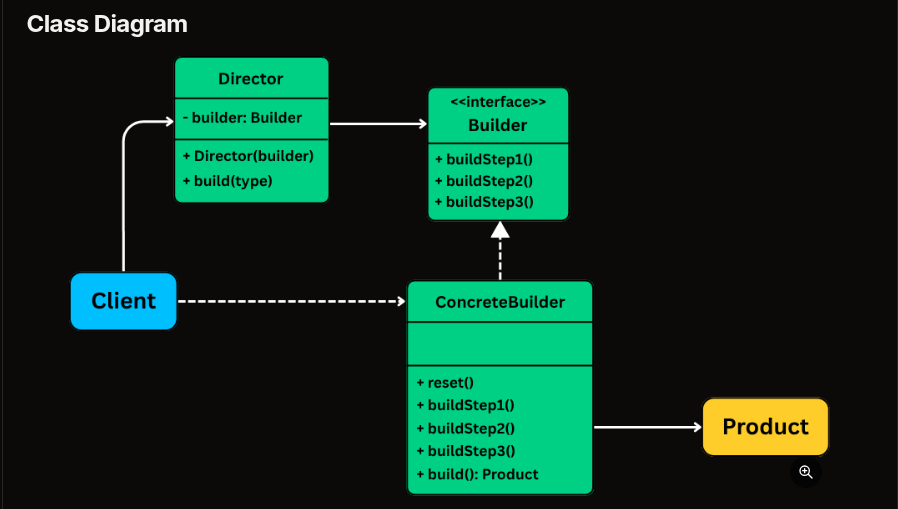 Class Diagram
Director
- builder: Builder
+ Director(builder)
+ build(type)
<<interface>>
Builder
+ buildStep1()
+ buildStep2()
+ buildStep3()
Client
ConcreteBuilder
+ reset()
+ buildStep1()
+ buildStep2()
+ buildStep3()
+ build(): Product
Product